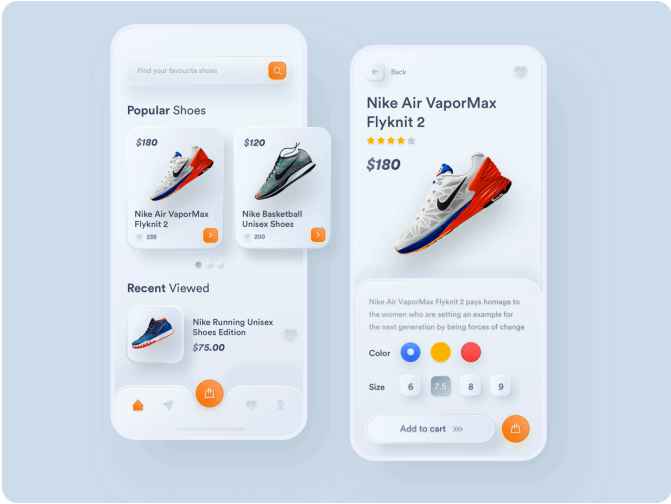 Find your favourite shoes
Popular Shoes
$180
Nike Air VaporMax
Flyknit 2
235
$120
Nike Basketball
Unisex Shoes
200
Recent Viewed
Nike Running Unisex
Shoes Edition
$75.00
Back
Nike Air VaporMax
Flyknit 2
$180
Nike Air VaporMax Flyknit 2 pays homage to
the women who are setting an example for
the next generation by being forces of change
Color
Size 6 7.5 8 9
Add to cart >>>